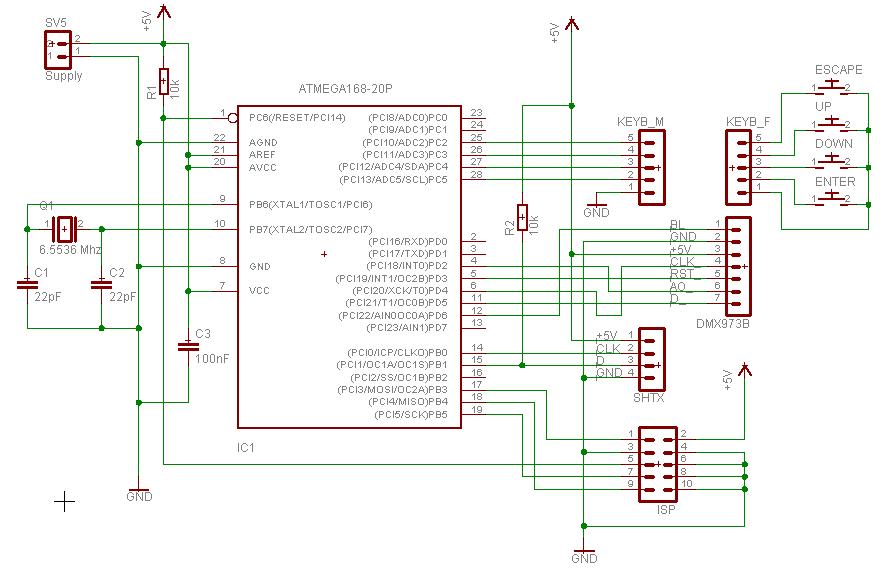 SV5
2
1
Supply
+5V
R1
10k
ATMEGA168-20P
1
22
21
20
9
10
8
7
PC6(/RESET/PCI14)
AGND
AREF
AVCC
PB6(XTAL1/TOSC1/PCI6)
PB7(XTAL2/TOSC2/PCI7)
GND
VCC
(PCI8/ADC0)PC0
(PCI9/ADC1)PC1
(PCI10/ADC2)PC2
(PCI11/ADC3)PC3
(PCI12/ADC4/SDA)PC4
(PCI13/ADC5/SCL)PC5
(PCI16/RXD)PD0
(PCI17/TXD)PD1
(PCI18/INT0)PD2
(PCI19/INT1/OC2B)PD3
(PCI20/XCK/T0)PD4
(PCI21/T1/OC0B)PD5
(PCI22/AIN0OC0A)PD6
(PCI23/AIN1)PD7
(PCI0/ICP/CLKO)PB0
(PCI1/OC1A/OC1S)PB1
(PCI2/SS/OC1B)PB2
(PCI3/MOSI/OC2A)PB3
(PCI4/MISO)PB4
(PCI5/SCK)PB5
23
24
25
26
27
28
2
3
4
5
6
11
12
13
14
15
16
17
18
19
IC1
Q1
1
2
6.5536 Mhz
C1
22pF
C2
22pF
C3
100nF
GND
+5V
R2
10k
KEYB_M
5
4
3
2
1
GND
KEYB_F
5
4
3
2
1
ESCAPE
1 2
UP
1 2
DOWN
1 2
ENTER
1 2
BL
GND
+5V
CLK_
RST_
AO_
D_
1
2
3
4
5
6
7
DMX973B
+5V
CLK
D
GND
1
2
3
4
SHTX
+5V
1 2
3 4
5 6
7 8
9 10
ISP
GND